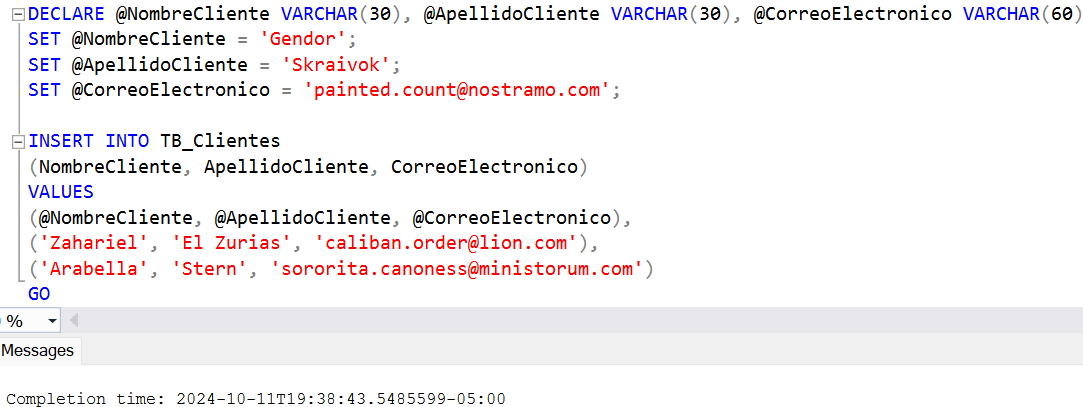 DECLARE @NombreCliente VARCHAR(30), @ApellidoCliente VARCHAR(30), @CorreoElectronico VARCHAR(60)
SET @NombreCliente = 'Gendor';
SET @ApellidoCliente = 'Skraivok';
SET @CorreoElectronico = 'painted.count@nostramo.com';
INSERT INTO TB_Clientes
(NombreCliente, ApellidoCliente, CorreoElectronico)
VALUES
(@NombreCliente, @ApellidoCliente, @CorreoElectronico),
('Zahariel', 'El Zurias', 'caliban.order@lion.com'),
('Arabella', 'Stern', 'sororita.canoness@ministorum.com')
GO
%
Messages
Completion time: 2024-10-11T19:38:43.5485599-05:00